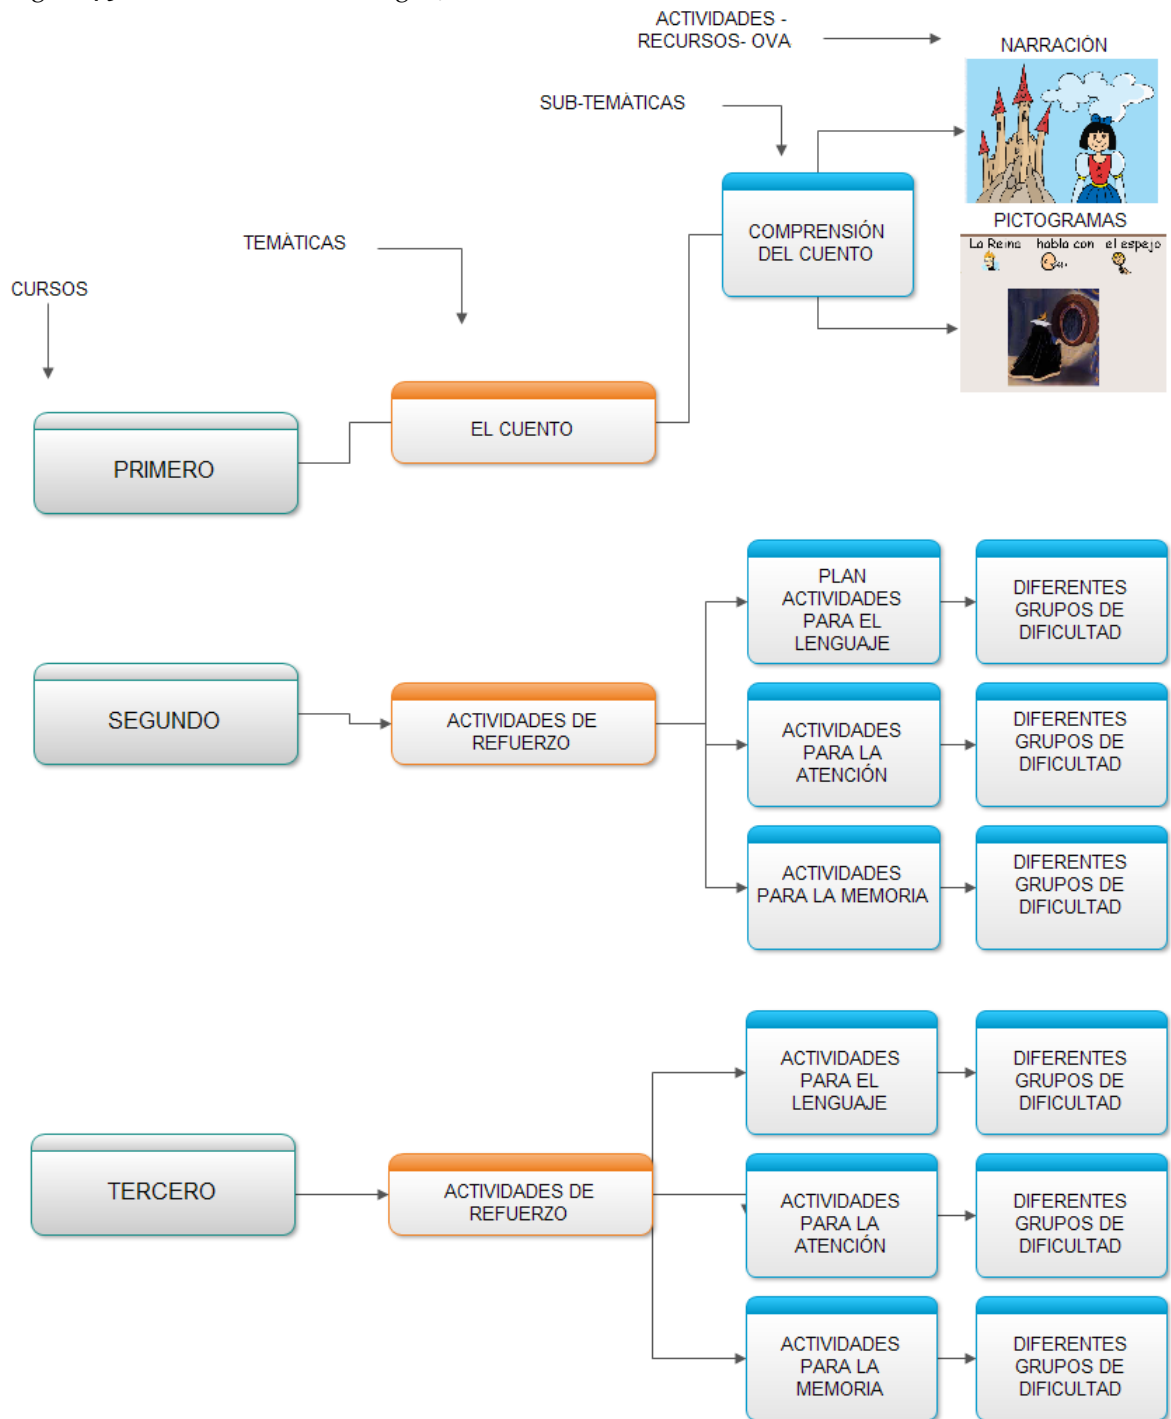 ACTIVIDADES -
RECURSOS- OVA
NARRACIÓN
SUB-TEMÀTICAS
COMPRENSIÓN
DEL CUENTO
PICTOGRAMAS
La Reina habla con el espejo
TEMÀTICAS
CURSOS
PRIMERO
EL CUENTO
PLAN
ACTIVIDADES
PARA EL
LENGUAJE
DIFERENTES
GRUPOS DE
DIFICULTAD
SEGUNDO
ACTIVIDADES DE
REFUERZO
ACTIVIDADES
PARA LA
ATENCIÓN
DIFERENTES
GRUPOS DE
DIFICULTAD
ACTIVIDADES
PARA LA MEMORIA
DIFERENTES
GRUPOS DE
DIFICULTAD
ACTIVIDADES
PARA EL
LENGUAJE
DIFERENTES
GRUPOS DE
DIFICULTAD
TERCERO
ACTIVIDADES DE
REFUERZO
ACTIVIDADES
PARA LA
ATENCIÓN
DIFERENTES
GRUPOS DE
DIFICULTAD
ACTIVIDADES
PARA LA
MEMORIA
DIFERENTES
GRUPOS DE
DIFICULTAD